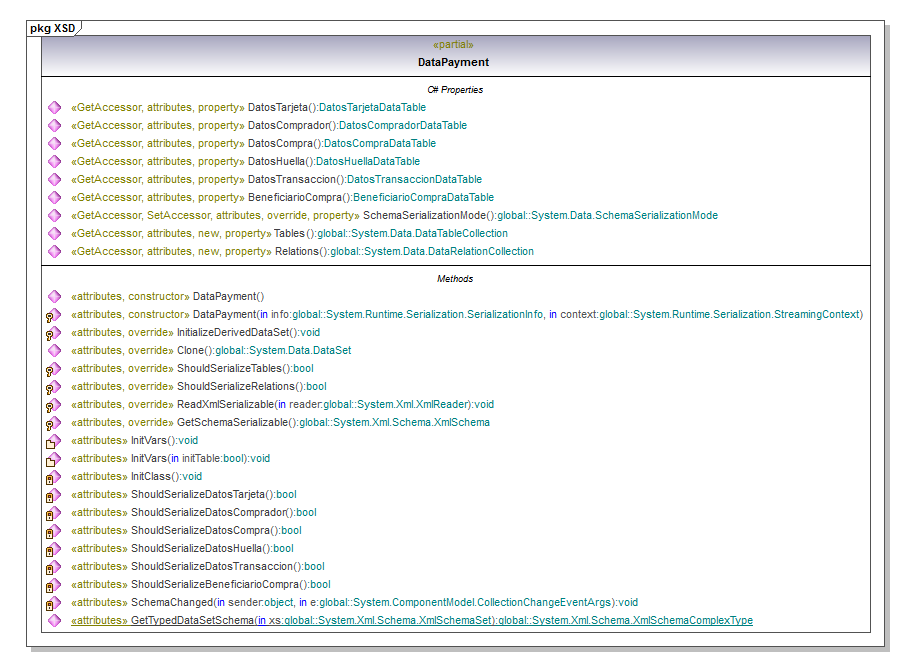 pkg XSD
«partial»
DataPayment
C# Properties
«GetAccessor, attributes, property» DatosTarjeta():DatosTarjetaDataTable
«GetAccessor, attributes, property» DatosComprador():DatosCompradorDataTable
«GetAccessor, attributes, property» DatosCompra():DatosCompraDataTable
«GetAccessor, attributes, property» DatosHuella():DatosHuellaDataTable
«GetAccessor, attributes, property» DatosTransaccion():DatosTransaccionDataTable
«GetAccessor, attributes, property» BeneficiarioCompra():BeneficiarioCompraDataTable
«GetAccessor, SetAccessor, attributes, override, property» SchemaSerializationMode():global::System.Data.SchemaSerializationMode
«GetAccessor, attributes, new, property» Tables():global::System.Data.DataTableCollection
«GetAccessor, attributes, new, property» Relations():global::System.Data.DataRelationCollection
Methods
«attributes, constructor» DataPayment()
«attributes, constructor» DataPayment(in info:global::System.Runtime.Serialization.SerializationInfo, in context:global::System.Runtime.Serialization.StreamingContext)
«attributes, override» InitializeDerivedDataSet():void
«attributes, override» Clone():global::System.Data.DataSet
«attributes, override» ShouldSerializeTables():bool
«attributes, override» ShouldSerializeRelations():bool
«attributes, override» ReadXmlSerializable(in reader:global::System.Xml.XmlReader):void
«attributes, override» GetSchemaSerializable():global::System.Xml.Schema.XmlSchema
«attributes» InitVars():void
«attributes» InitVars(in initTable:bool):void
«attributes» InitClass():void
«attributes» ShouldSerializeDatosTarjeta():bool
«attributes» ShouldSerializeDatosComprador():bool
«attributes» ShouldSerializeDatosCompra():bool
«attributes» ShouldSerializeDatosHuella():bool
«attributes» ShouldSerializeDatosTransaccion():bool
«attributes» ShouldSerializeBeneficiarioCompra():bool
«attributes» SchemaChanged(in sender:object, in e:global::System.ComponentModel.CollectionChangeEventArgs):void
«attributes» GetTypedDataSetSchema(in xs:global::System.Xml.Schema.XmlSchemaSet):global::System.Xml.Schema.XmlSchemaComplexType